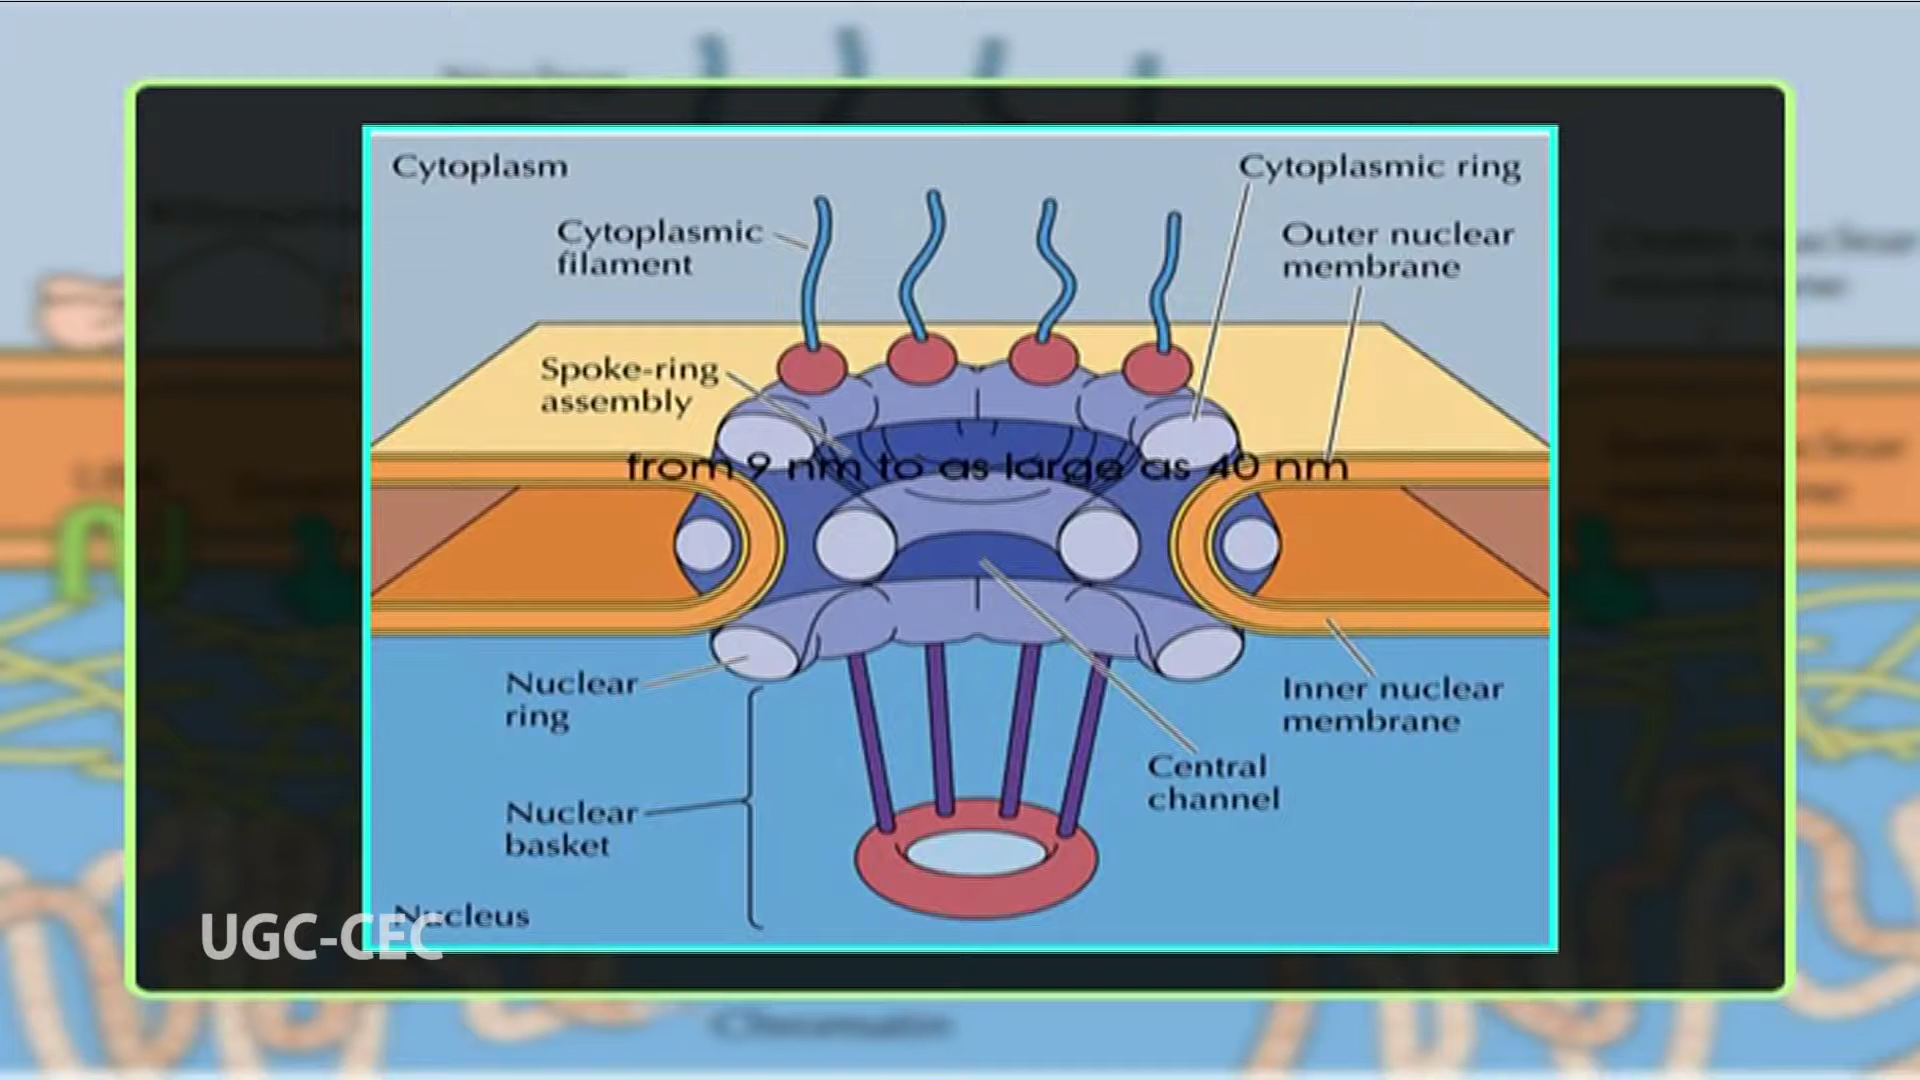 Cytoplasm
Cytoplasmic ring
Cytoplasmic
filament
Outer nuclear
membrane
Spoke-ring
assembly
from 9 nm to as large as 40 nm
Nuclear
ring
Inner nuclear
membrane
Central
channel
Nuclear
basket
Nucleus
UGC-CEC
Chromatin